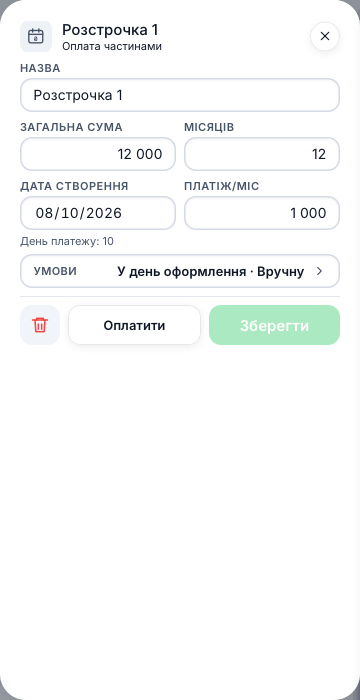 Розстрочка 1
Оплата частинами
НАЗВА
Розстрочка 1
ЗАГАЛЬНА СУМА МІСЯЦІВ
12 000 12
ДАТА СТВОРЕННЯ ПЛАТІЖ/МІС
08/10/2026 1 000
День платежу: 10
УМОВИ У день оформлення · Вручну
Оплатити Зберегти